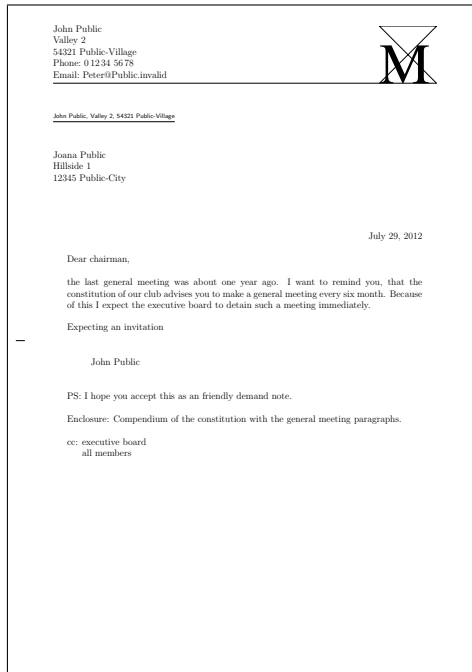 John Public
Valley 2
54321 Public-Village
Phone: 0 12 34 56 78
Email: Peter@Public.invalid
M
John Public, Valley 2, 54321 Public-Village
Joana Public
Hillside 1
12345 Public-City
July 29, 2012
Dear chairman,
the last general meeting was about one year ago. I want to remind you, that the
constitution of our club advises you to make a general meeting every six month. Because
of this I expect the executive board to detain such a meeting immediately.
Expecting an invitation
John Public
PS: I hope you accept this as an friendly demand note.
Enclosure: Compendium of the constitution with the general meeting paragraphs.
cc: executive board
all members